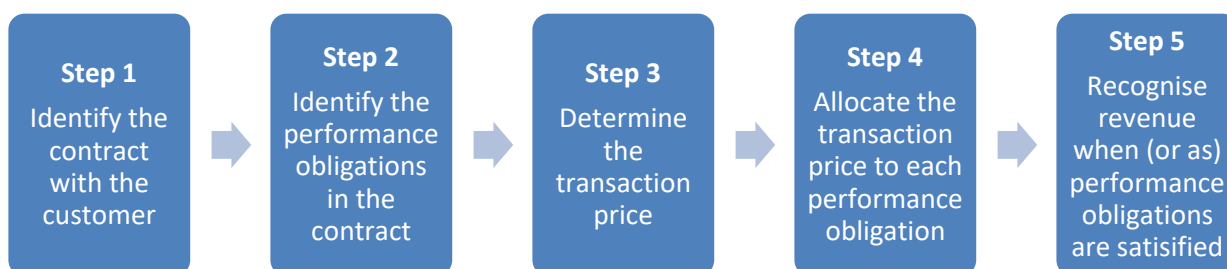 Step 1
Identify the
contract
with the
customer
Step 2
Identify the
performance
obligations
in the
contract
Step 3
Determine
the
transaction
price
Step 4
Allocate the
transaction
price to each
performance
obligation
Step 5
Recognise
revenue
when (or as)
performance
obligations
are satisified